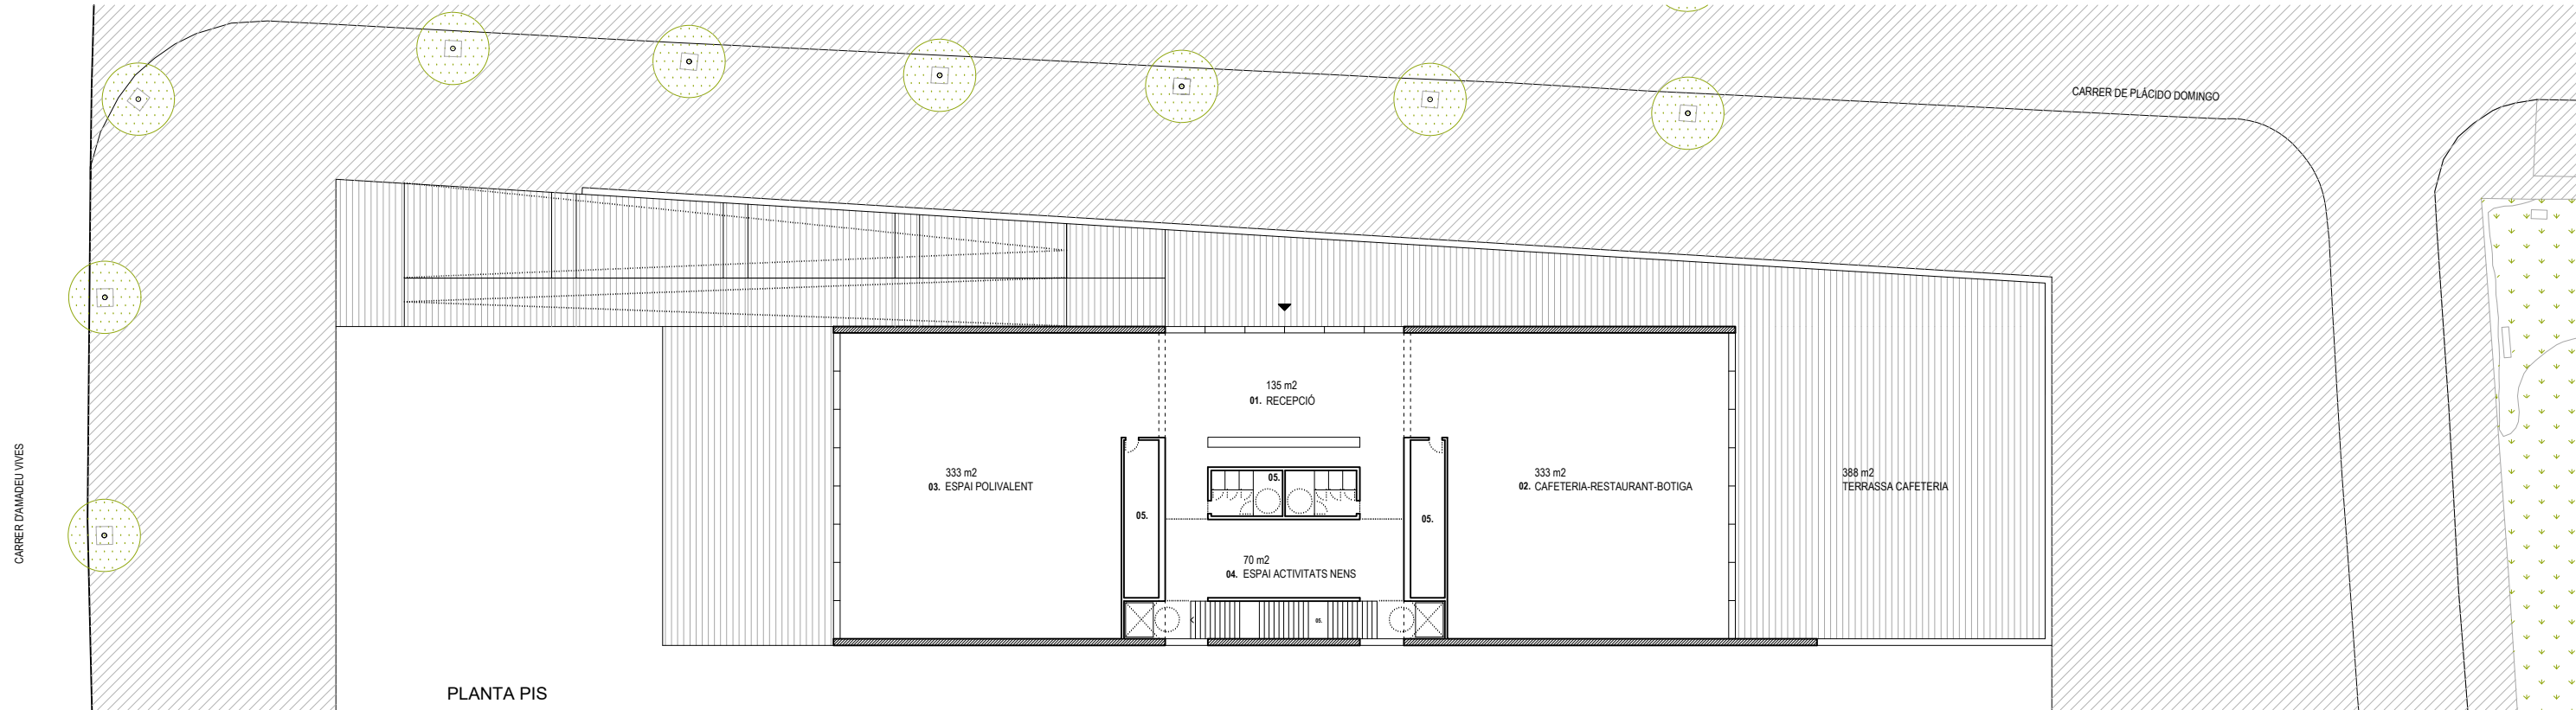 CARRER DE PLÁCIDO DOMINGO
135 m2
01. RECEPCIÓ
CARRER D'AMADEU VIVES
333 m2
03. ESPAI POLIVALENT
05.
05.
05.
333 m2
02. CAFETERIA-RESTAURANT-BOTIGA
388 m2
TERRASSA CAFETERIA
70 m2
04. ESPAI ACTIVITATS NENS
05.
PLANTA PIS